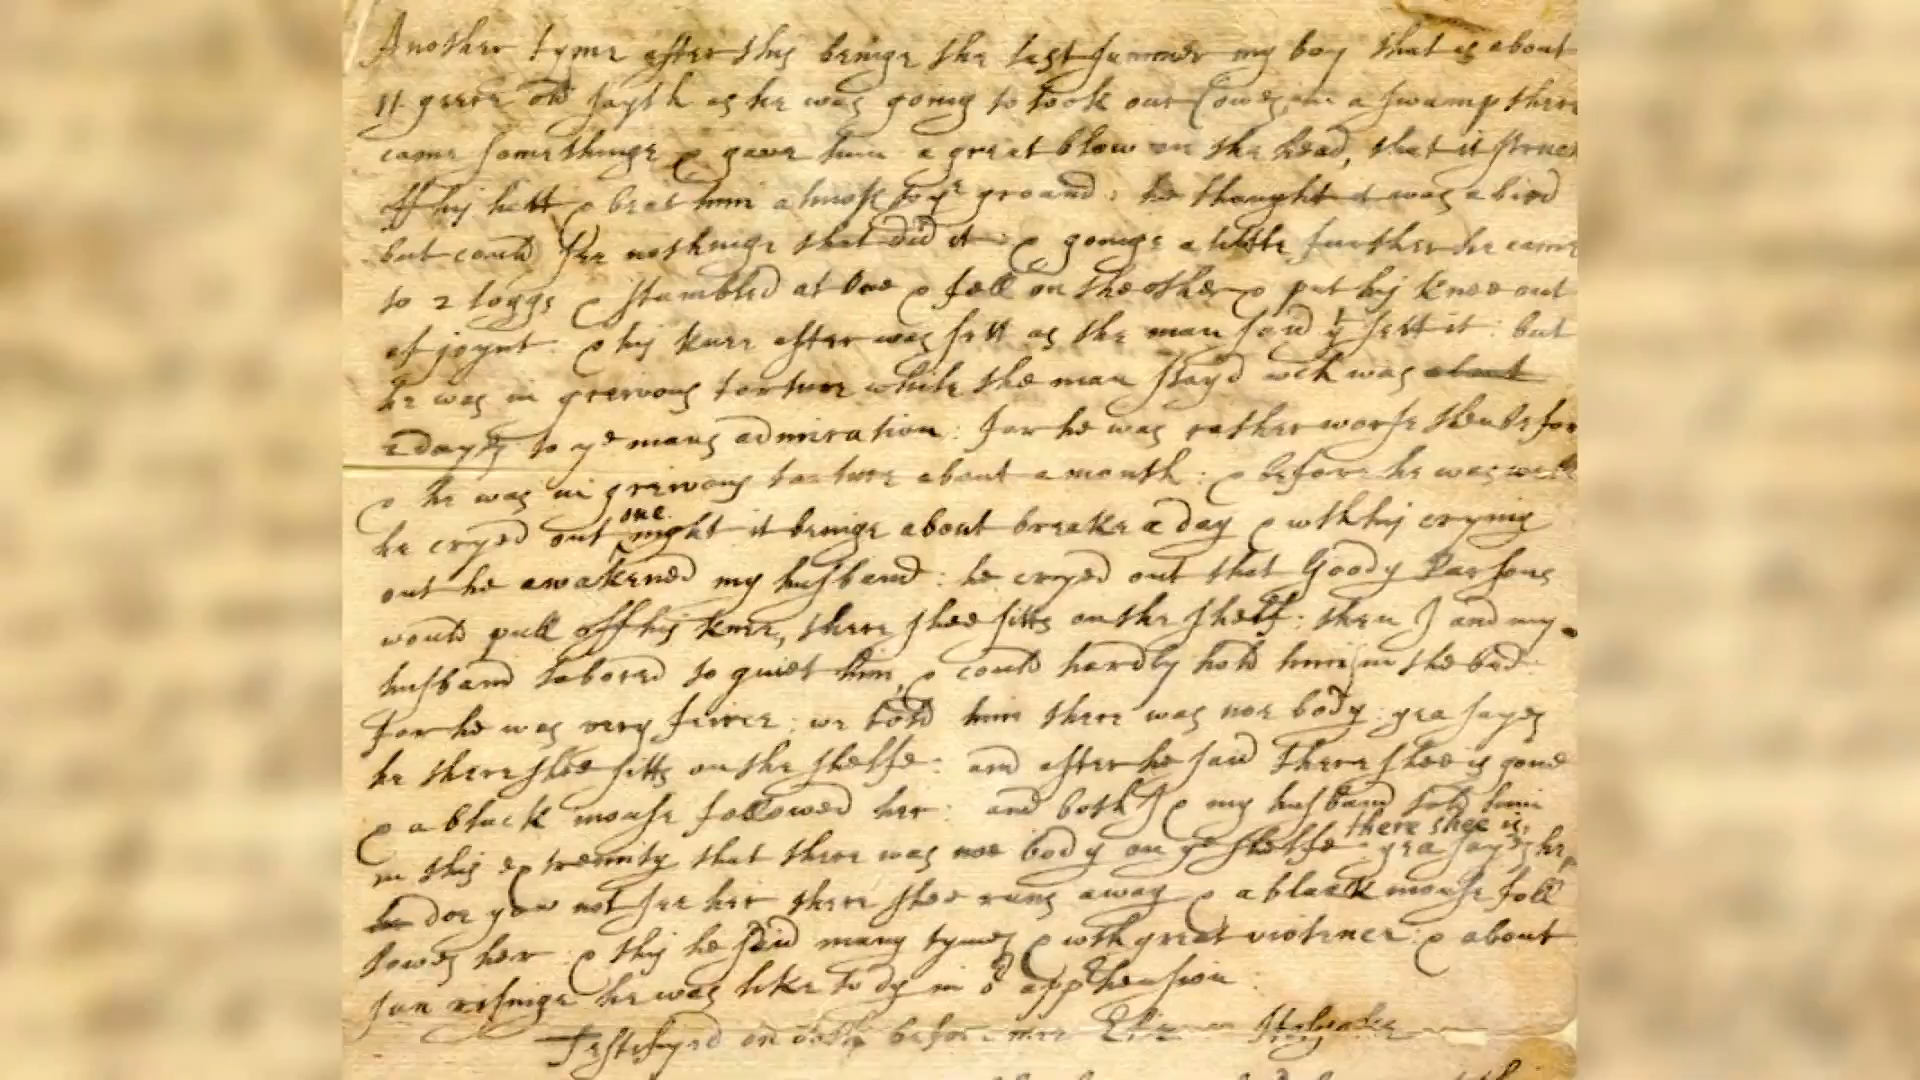 Another tyme after this beinge the last summer my boy that is about
11 yeere old sayth as he was going to look our Cowes in a swamp there
came somethinge & gave him a great blow on the head, that it struck
off his hatt & beat him almost to ye ground: he thought it was a bird
but could see nothinge that did it: & goinge a little further he came
to 2 loggs & stumbled at one & fell on the other & put his knee out
of joynt: & his knee after was sett as the man said yt sett it: but
he was in grievous torture while the man stay'd wch was about
2 dayes to ye mans admiration: for he was rather worse then before
& he was in grievous torture about a month: & before he was well
he cryed out one night it beinge about breake a day & wth his crying
out he awakened my husband: he cryed out that Goody Parsons
would pull off his knee, there shee sitts on the shelf: then I and my
husband labored to quiet him, & could hardly hold him in the bed
for he was very fierce: we told him there was noe body: yea sayes
he there shee sitts on the shelfe: and after he said There shee is gone
& a black mouse followed her: and both I & my husband told him
in this extremity that there was noe body on ye shelfe: yea sayes he there shee is,
doe you not see her there shee runs away & a black mouse foll
lowes her: & this he said many tymes & wth great violence: & about
sun risinge he was like to dy in apprhension
Testifyed on oath before mee